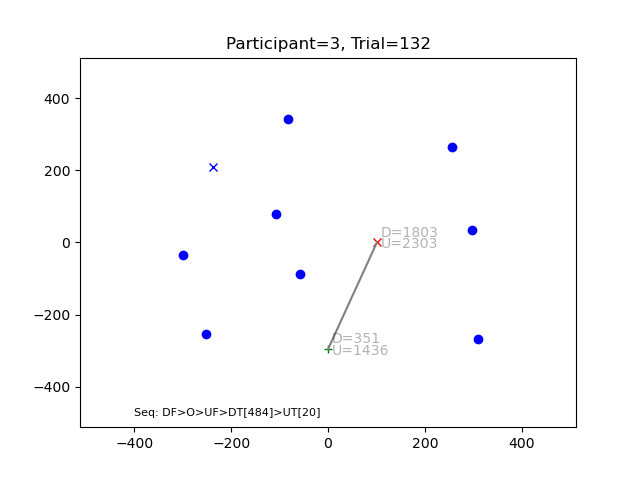 Participant=3, Trial=132
400
200
0
−200
−400
D=1803
U=2303
D=351
U=1436
Seq: DF>O>UF>DT[484]>UT[20]
−400
−200
0
200
400